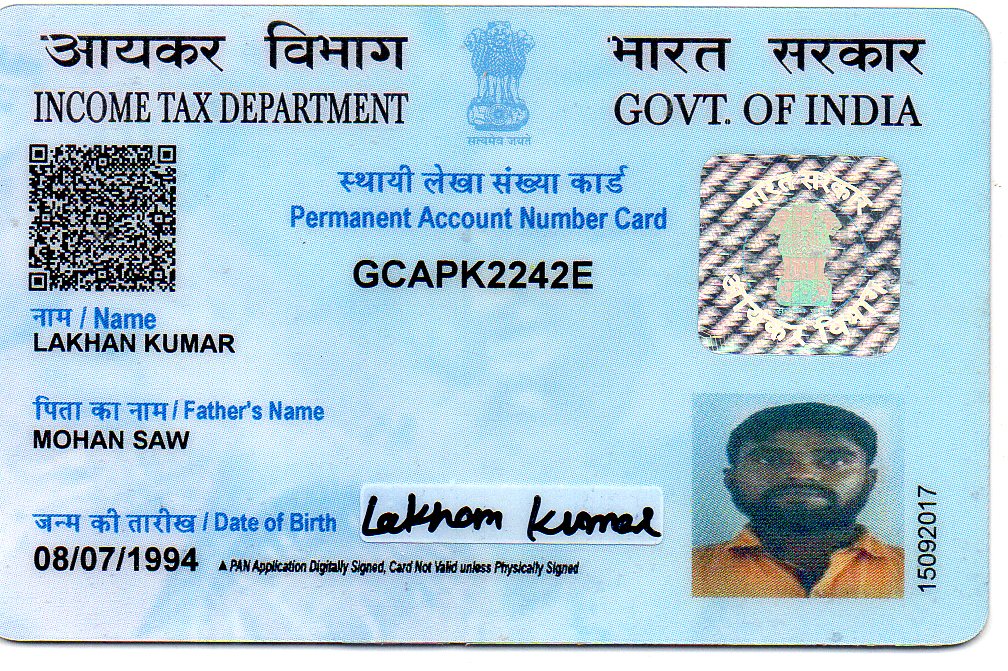 आयकर विभाग
INCOME TAX DEPARTMENT
भारत सरकार
GOVT. OF INDIA
सत्यमेव जयते
स्थायी लेखा संख्या कार्ड
Permanent Account Number Card
GCAPK2242E
भारत सरकार
आयकर विभाग
नाम / Name
LAKHAN KUMAR
पिता का नाम / Father's Name
MOHAN SAW
जन्म की तारीख / Date of Birth
08/07/1994
Lakham Kumar
▲ PAN Application Digitally Signed, Card Not Valid unless Physically Signed
15092017